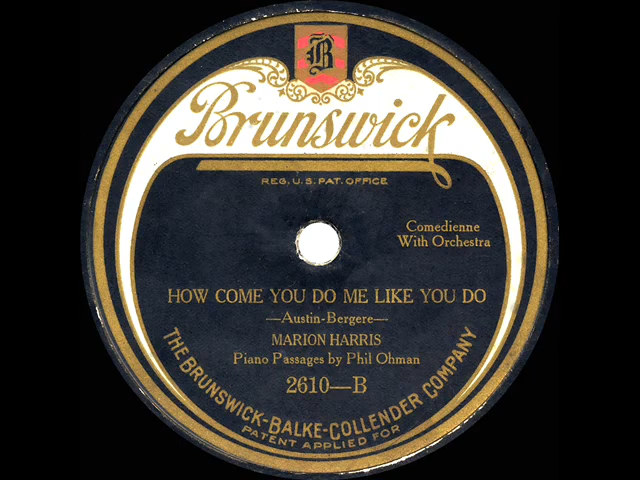 B
Brunswick
REG. U.S. PAT. OFFICE
Comedienne
With Orchestra
HOW COME YOU DO ME LIKE YOU DO
—Austin-Bergere—
MARION HARRIS
Piano Passages by Phil Ohman
2610—B
THE BRUNSWICK-BALKE-COLLENDER COMPANY
PATENT APPLIED FOR